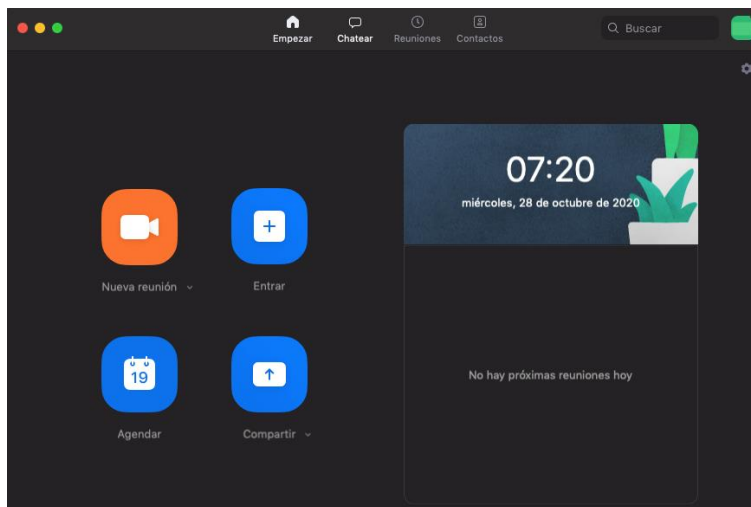 Empezar
Chatear
Reuniones
Contactos
Buscar
07:20
miércoles, 28 de octubre de 2020
Nueva reunión
Entrar
19
Agendar
Compartir
No hay próximas reuniones hoy